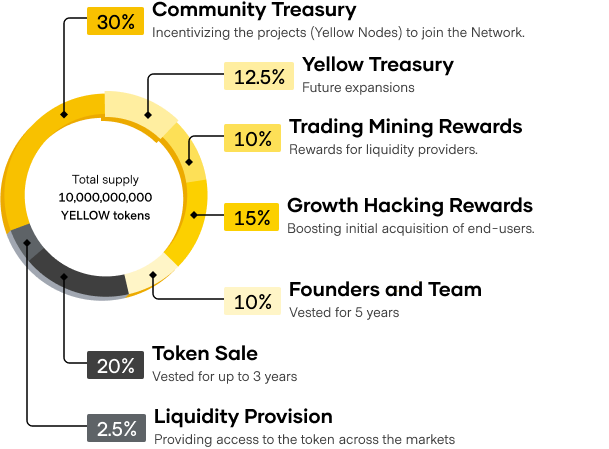 30%
Community Treasury
Incentivizing the projects (Yellow Nodes) to join the Network.
12.5%
Yellow Treasury
Future expansions
10%
Trading Mining Rewards
Rewards for liquidity providers.
Total supply
10,000,000,000
YELLOW tokens
15%
Growth Hacking Rewards
Boosting initial acquisition of end-users.
10%
Founders and Team
Vested for 5 years
20%
Token Sale
Vested for up to 3 years
2.5%
Liquidity Provision
Providing access to the token across the markets